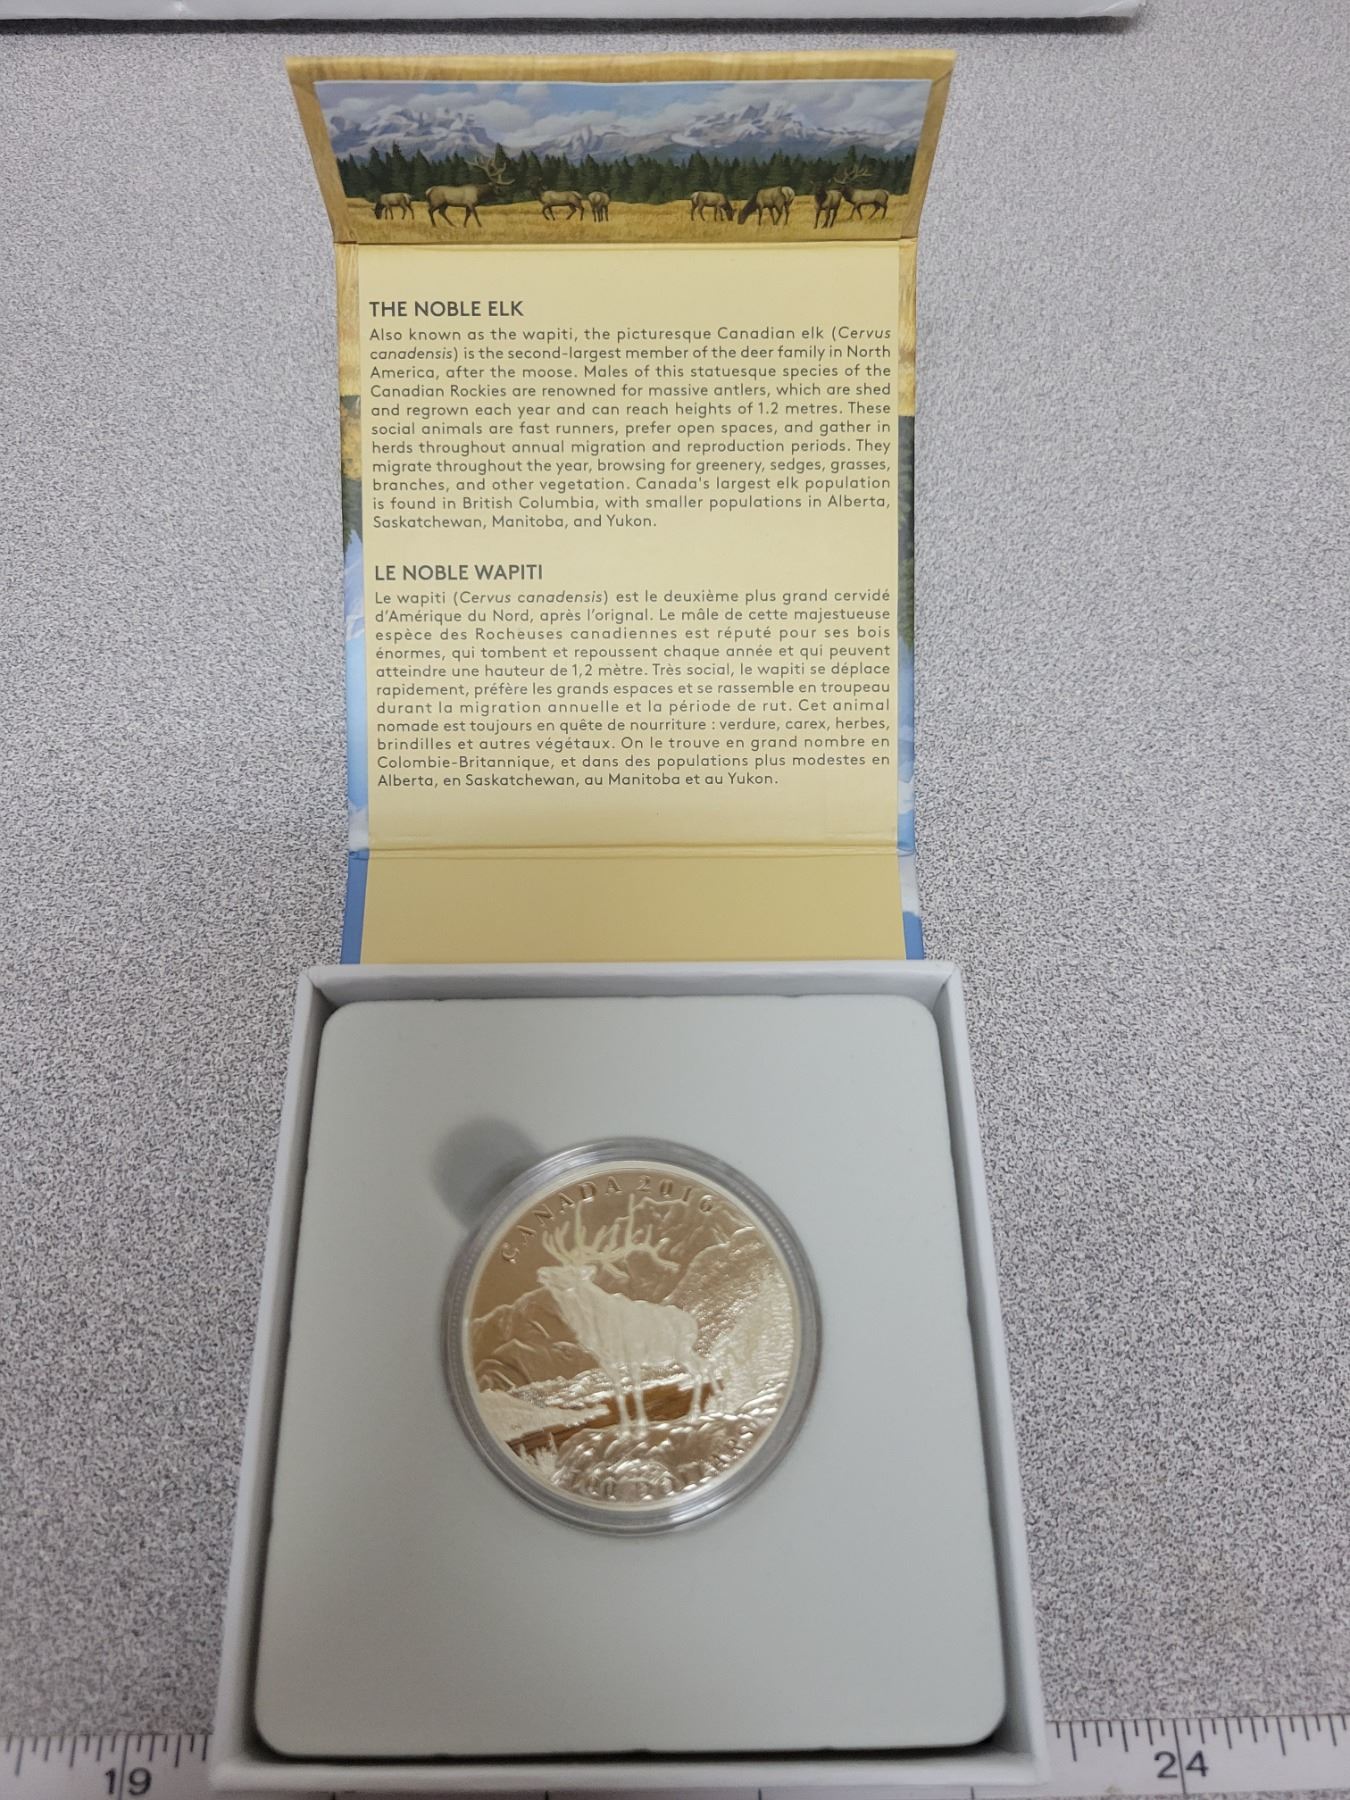 THE NOBLE ELK
Also known as the wapiti, the picturesque Canadian elk (Cervus
canadensis) is the second-largest member of the deer family in North
America, after the moose. Males of this statuesque species of the
Canadian Rockies are renowned for massive antlers, which are shed
and regrown each year and can reach heights of 1.2 metres. These
social animals are fast runners, prefer open spaces, and gather in
herds throughout annual migration and reproduction periods. They
migrate throughout the year, browsing for greenery, sedges, grasses,
branches, and other vegetation. Canada's largest elk population
is found in British Columbia, with smaller populations in Alberta,
Saskatchewan, Manitoba, and Yukon.
LE NOBLE WAPITI
Le wapiti (Cervus canadensis) est le deuxième plus grand cervidé
d'Amérique du Nord, après l'orignal. Le mâle de cette majestueuse
espèce des Rocheuses canadiennes est réputé pour ses bois
énormes, qui tombent et repoussent chaque année et qui peuvent
atteindre une hauteur de 1,2 mètre. Très social, le wapiti se déplace
rapidement, préfère les grands espaces et se rassemble en troupeau
durant la migration annuelle et la période de rut. Cet animal
nomade est toujours en quête de nourriture : verdure, carex, herbes,
brindilles et autres végétaux. On le trouve en grand nombre en
Colombie-Britannique, et dans des populations plus modestes en
Alberta, en Saskatchewan, au Manitoba et au Yukon.
CANADA 2016
100 DOLLARS
19 24